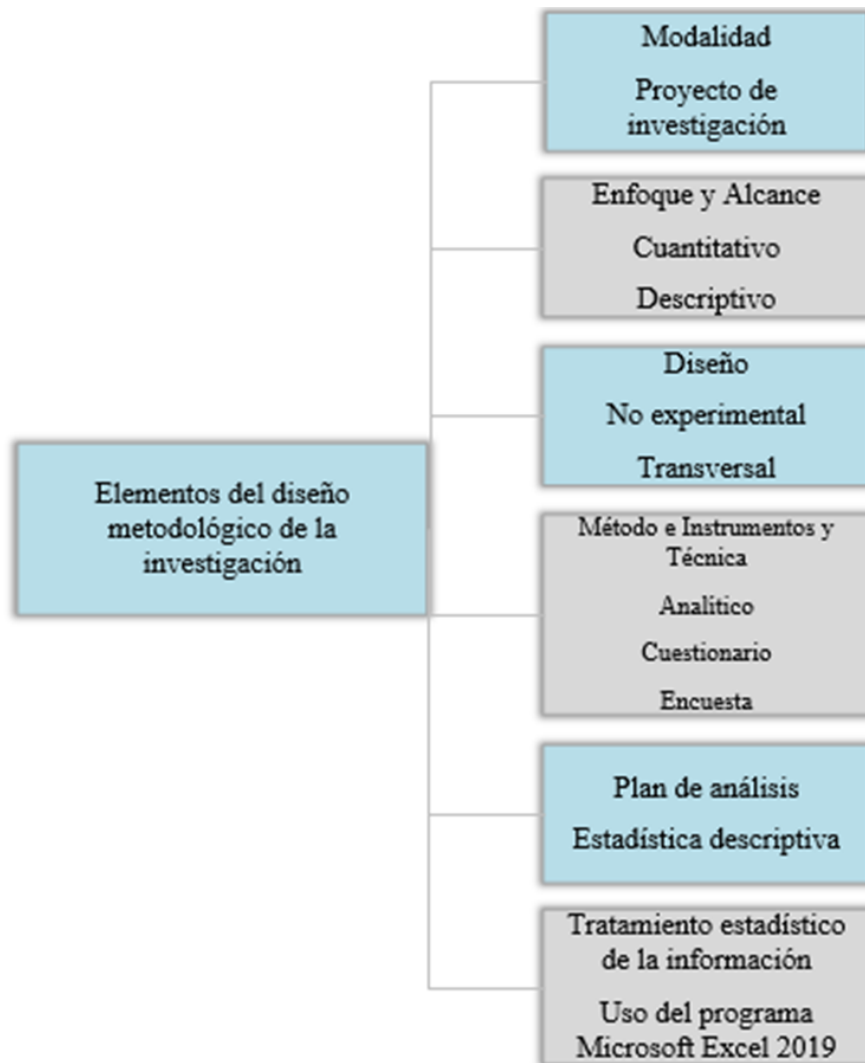 Modalidad
Proyecto de
investigación
Enfoque y Alcance
Cuantitativo
Descriptivo
Diseño
No experimental
Transversal
Elementos del diseño
metodológico de la
investigación
Método e Instrumentos y
Técnica
Analítico
Cuestionario
Encuesta
Plan de análisis
Estadística descriptiva
Tratamiento estadístico
de la información
Uso del programa
Microsoft Excel 2019